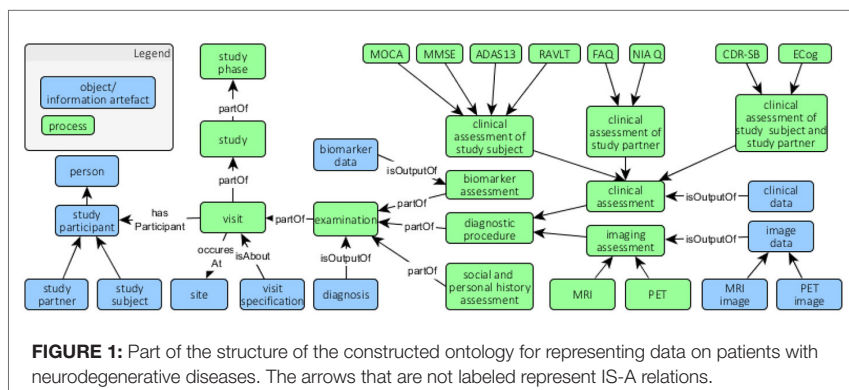 Legend
object/
information artefact
process
study
phase
partOf
study
partOf
visit
has
Participant
occures
At
isAbout
person
study
participant
study
partner
study
subject
site
visit
specification
partOf
examination
isOutputOf
diagnosis
biomarker
data
isOutputOf
biomarker
assessment
partOf
partOf
diagnostic
procedure
partOf
social and
personal history
assessment
MOCA
MMSE
ADAS13
RAVLT
FAQ
NIA Q
CDR-SB
ECog
clinical
assessment of
study subject
clinical
assessment of
study partner
clinical
assessment of
study subject and
study partner
clinical
assessment
isOutputOf
clinical
data
imaging
assessment
isOutputOf
image
data
MRI
PET
MRI
image
PET
image
FIGURE 1: Part of the structure of the constructed ontology for representing data on patients with
neurodegenerative diseases. The arrows that are not labeled represent IS-A relations.